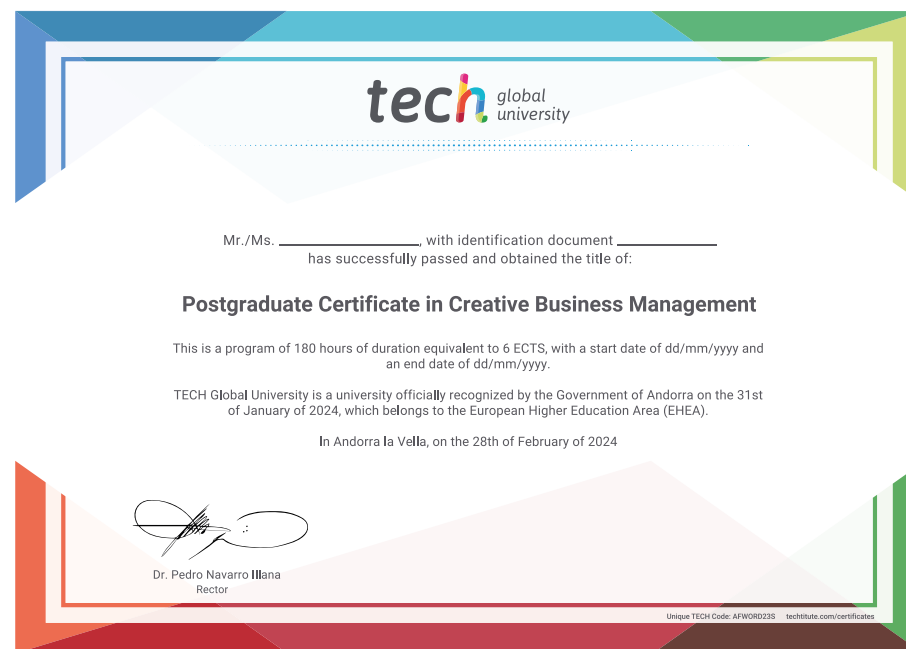 tech global
university
Mr./Ms. ____________, with identification document ____________
has successfully passed and obtained the title of:
Postgraduate Certificate in Creative Business Management
This is a program of 180 hours of duration equivalent to 6 ECTS, with a start date of dd/mm/yyyy and
an end date of dd/mm/yyyy.
TECH Global University is a university officially recognized by the Government of Andorra on the 31st
of January of 2024, which belongs to the European Higher Education Area (EHEA).
In Andorra la Vella, on the 28th of February of 2024
Dr. Pedro Navarro Illana
Rector
Unique TECH Code: AFWORD23S techtitute.com/certificates